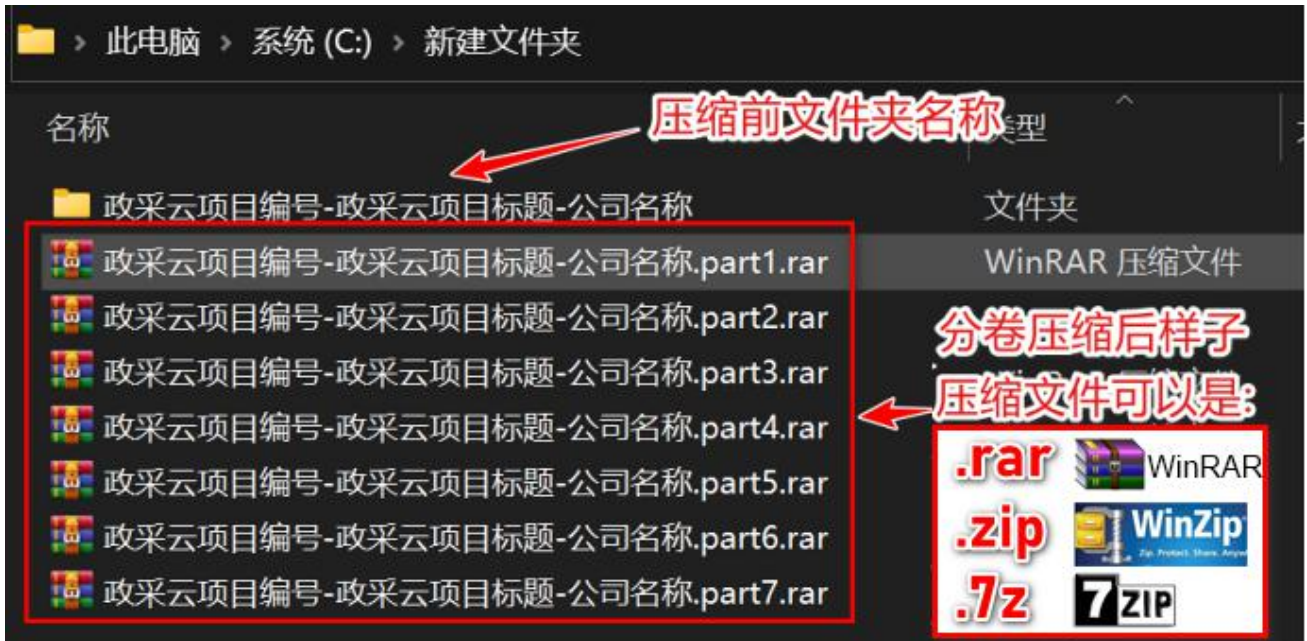 此电脑 > 系统 (C:) > 新建文件夹
名称
压缩前文件夹名称
类型
政采云项目编号-政采云项目标题-公司名称 文件夹
政采云项目编号-政采云项目标题-公司名称.part1.rar WinRAR 压缩文件
政采云项目编号-政采云项目标题-公司名称.part2.rar
政采云项目编号-政采云项目标题-公司名称.part3.rar
政采云项目编号-政采云项目标题-公司名称.part4.rar
政采云项目编号-政采云项目标题-公司名称.part5.rar
政采云项目编号-政采云项目标题-公司名称.part6.rar
政采云项目编号-政采云项目标题-公司名称.part7.rar
分卷压缩后样子
压缩文件可以是:
.rar WinRAR
.zip WinZip
Zip. Protect. Share. Anywh
.7z 7ZIP